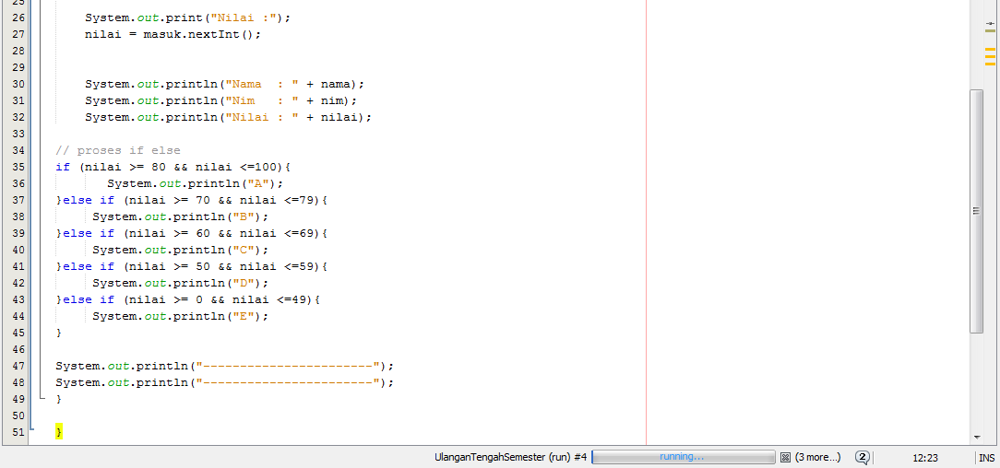 25
26 System.out.print("Nilai :");
27 nilai = masuk.nextInt();
28
29
30 System.out.println("Nama  : " + nama);
31 System.out.println("Nim   : " + nim);
32 System.out.println("Nilai : " + nilai);
33
34 // proses if else
35 if (nilai >= 80 && nilai <=100){
36 System.out.println("A");
37 }else if (nilai >= 70 && nilai <=79){
38 System.out.println("B");
39 }else if (nilai >= 60 && nilai <=69){
40 System.out.println("C");
41 }else if (nilai >= 50 && nilai <=59){
42 System.out.println("D");
43 }else if (nilai >= 0 && nilai <=49){
44 System.out.println("E");
45 }
46
47 System.out.println("-----------------------");
48 System.out.println("-----------------------");
49 }
50
51 }
UlanganTengahSemester (run) #4 running... (3 more...) 2 12:23 INS